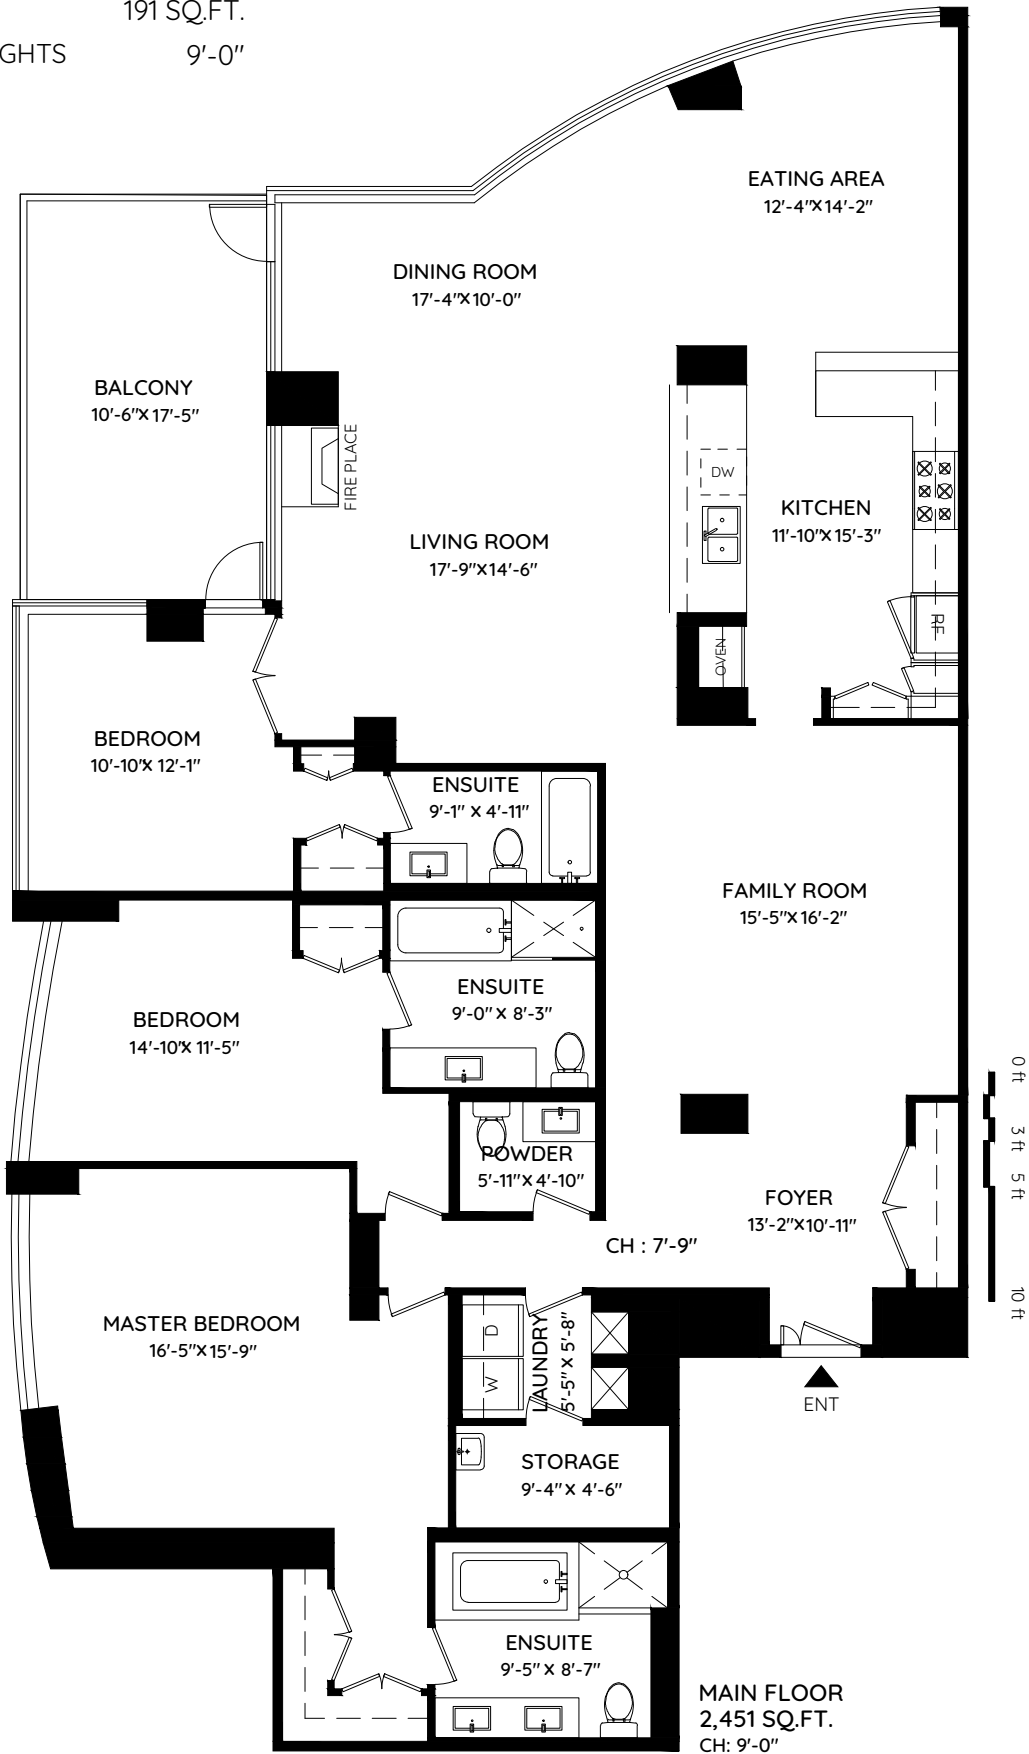 191 SQ.FT.
GHTS 9'-0"
EATING AREA
12'-4"X14'-2"
DINING ROOM
17'-4"X10'-0"
BALCONY
10'-6"X17'-5"
FIRE PLACE
DW
KITCHEN
11'-10"X15'-3"
LIVING ROOM
17'-9"X14'-6"
RF
OVEN
BEDROOM
10'-10"X 12'-1"
ENSUITE
9'-1" X 4'-11"
FAMILY ROOM
15'-5"X16'-2"
ENSUITE
9'-0" X 8'-3"
BEDROOM
14'-10"X 11'-5"
0 ft
3 ft
5 ft
10 ft
POWDER
5'-11"X 4'-10"
FOYER
13'-2"X10'-11"
CH : 7'-9"
MASTER BEDROOM
16'-5"X15'-9"
D
W
LAUNDRY
5'-5"X 5'-8"
ENT
STORAGE
9'-4"X 4'-6"
ENSUITE
9'-5" X 8'-7"
MAIN FLOOR
2,451 SQ.FT.
CH: 9'-0"